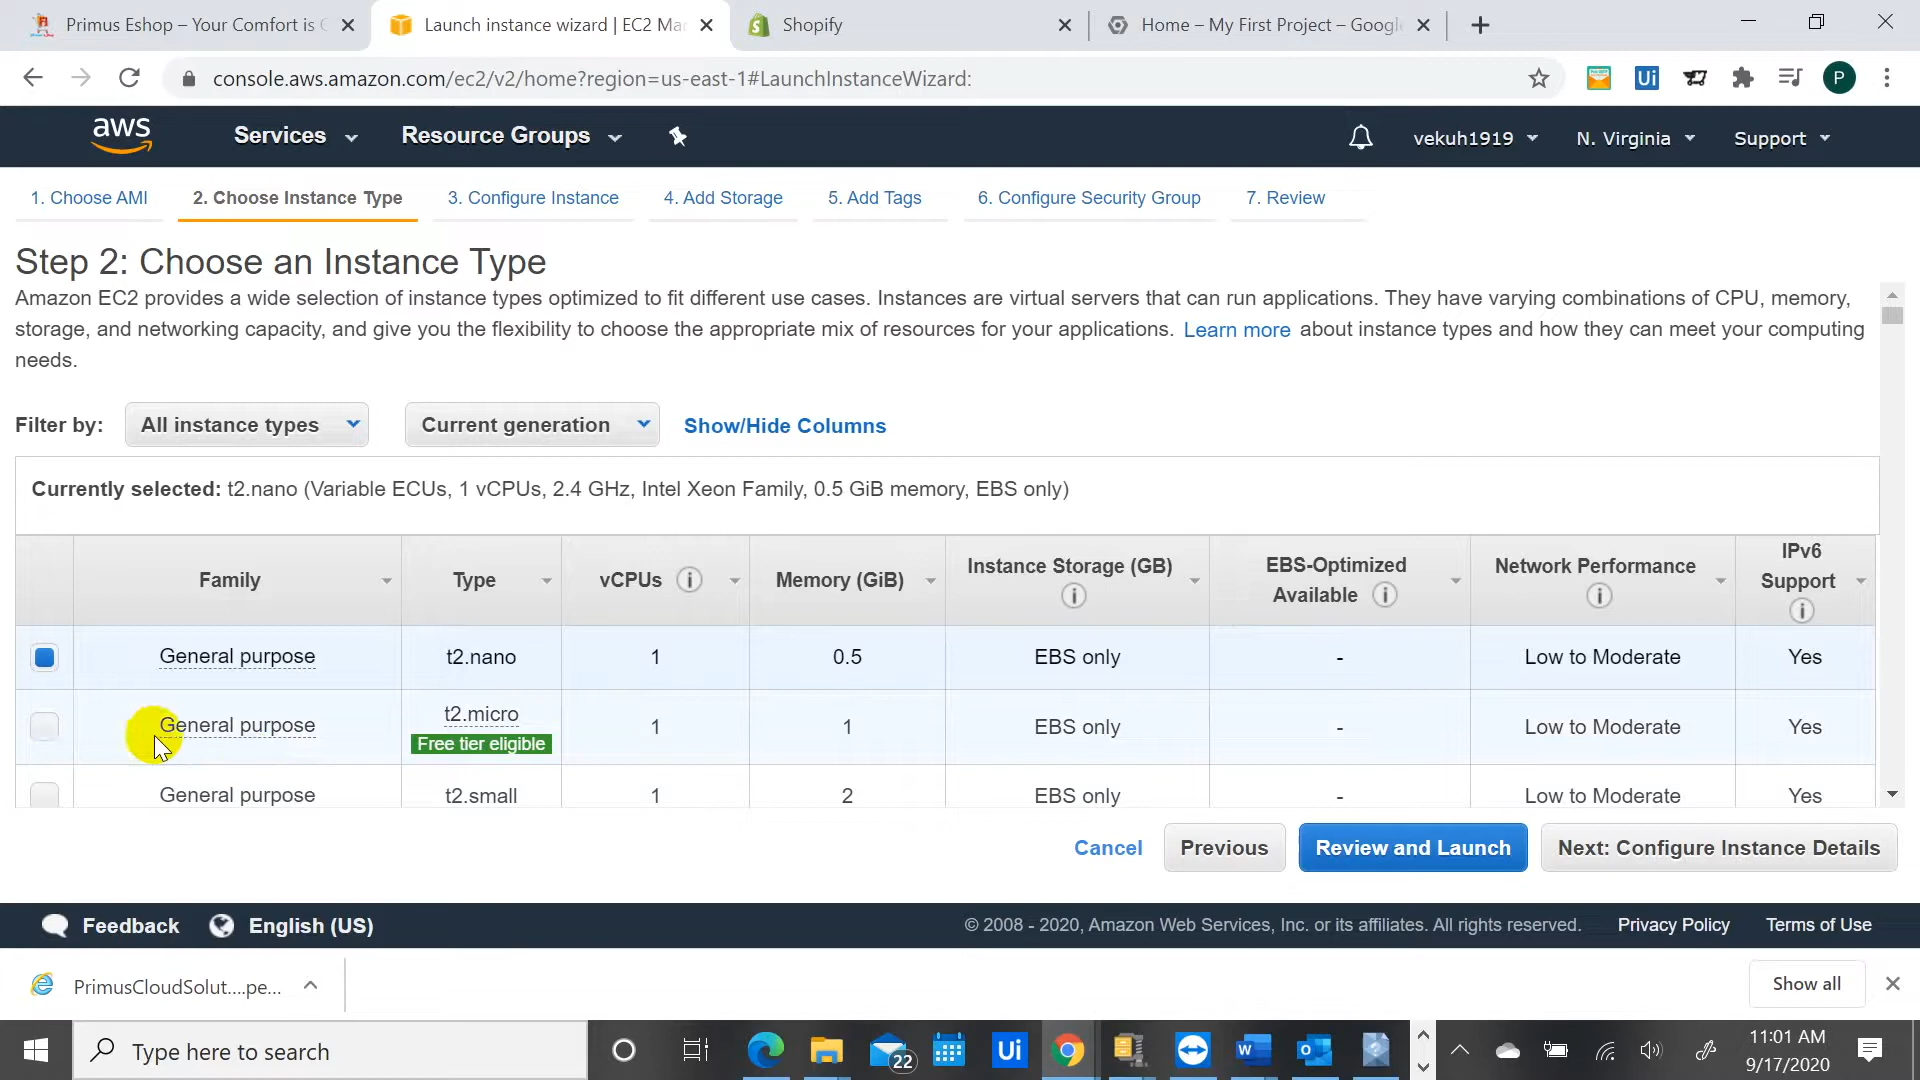 Primus Eshop – Your Comfort is
Launch instance wizard | EC2 Ma
Shopify
Home – My First Project – Googl
console.aws.amazon.com/ec2/v2/home?region=us-east-1#LaunchInstanceWizard:
Ui
P
aws
Services
Resource Groups
vekuh1919
N. Virginia
Support
1. Choose AMI
2. Choose Instance Type
3. Configure Instance
4. Add Storage
5. Add Tags
6. Configure Security Group
7. Review
Step 2: Choose an Instance Type
Amazon EC2 provides a wide selection of instance types optimized to fit different use cases. Instances are virtual servers that can run applications. They have varying combinations of CPU, memory,
storage, and networking capacity, and give you the flexibility to choose the appropriate mix of resources for your applications. Learn more about instance types and how they can meet your computing
needs.
Filter by:
All instance types
Current generation
Show/Hide Columns
Currently selected: t2.nano (Variable ECUs, 1 vCPUs, 2.4 GHz, Intel Xeon Family, 0.5 GiB memory, EBS only)
Family
Type
vCPUs
Memory (GiB)
Instance Storage (GB)
EBS-Optimized
Available
Network Performance
IPv6
Support
General purpose t2.nano 1 0.5 EBS only - Low to Moderate Yes
General purpose t2.micro 1 1 EBS only - Low to Moderate Yes
Free tier eligible
General purpose t2.small 1 2 EBS only - Low to Moderate Yes
Cancel
Previous
Review and Launch
Next: Configure Instance Details
Feedback
English (US)
© 2008 - 2020, Amazon Web Services, Inc. or its affiliates. All rights reserved.
Privacy Policy
Terms of Use
PrimusCloudSolut....pe...
Show all
Type here to search
22
Ui
11:01 AM
9/17/2020